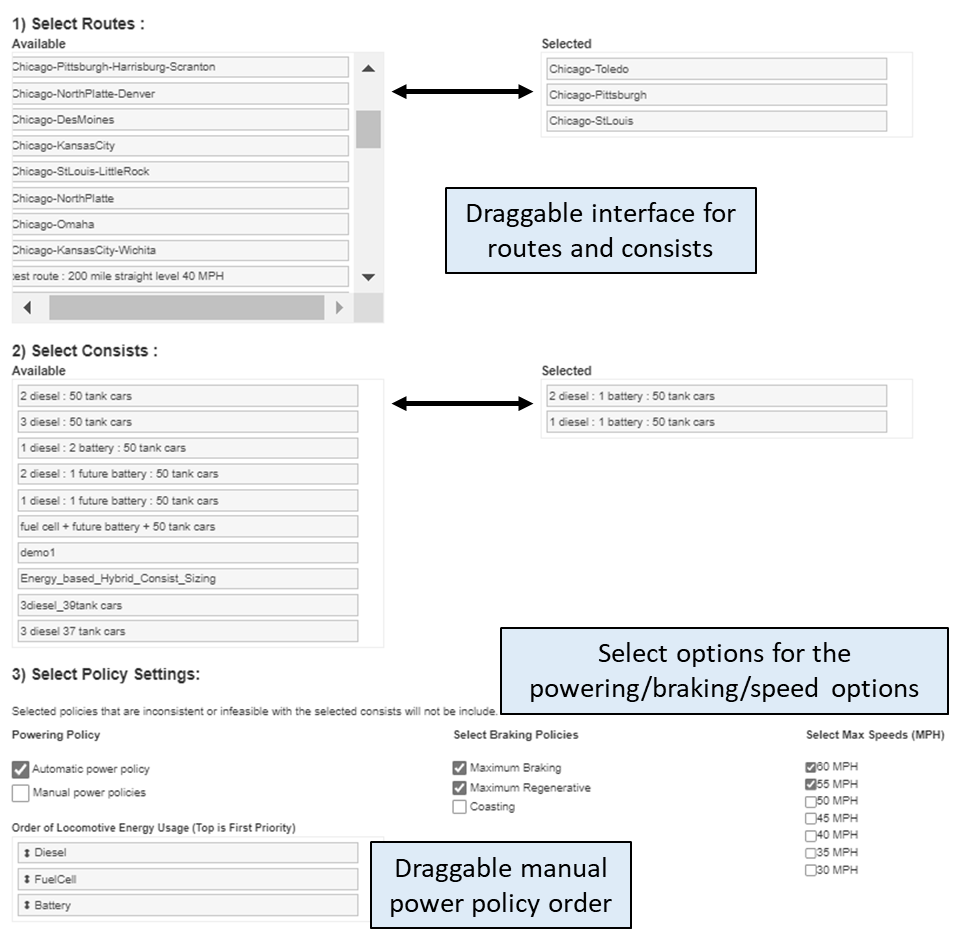 1) Select Routes :
Available
Chicago-Pittsburgh-Harrisburg-Scranton
Chicago-NorthPlatte-Denver
Chicago-DesMoines
Chicago-KansasCity
Chicago-StLouis-LittleRock
Chicago-NorthPlatte
Chicago-Omaha
Chicago-KansasCity-Wichita
test route : 200 mile straight level 40 MPH
Selected
Chicago-Toledo
Chicago-Pittsburgh
Chicago-StLouis
Draggable interface for
routes and consists
2) Select Consists :
Available
2 diesel : 50 tank cars
3 diesel : 50 tank cars
1 diesel : 2 battery : 50 tank cars
2 diesel : 1 future battery : 50 tank cars
1 diesel : 1 future battery : 50 tank cars
fuel cell + future battery + 50 tank cars
demo1
Energy_based_Hybrid_Consist_Sizing
3diesel_39tank cars
3 diesel 37 tank cars
Selected
2 diesel : 1 battery : 50 tank cars
1 diesel : 1 battery : 50 tank cars
Select options for the
powering/braking/speed options
3) Select Policy Settings:
Selected policies that are inconsistent or infeasible with the selected consists will not be include.
Powering Policy
Automatic power policy
Manual power policies
Order of Locomotive Energy Usage (Top is First Priority)
Diesel
FuelCell
Battery
Draggable manual
power policy order
Select Braking Policies
Maximum Braking
Maximum Regenerative
Coasting
Select Max Speeds (MPH)
60 MPH
55 MPH
50 MPH
45 MPH
40 MPH
35 MPH
30 MPH